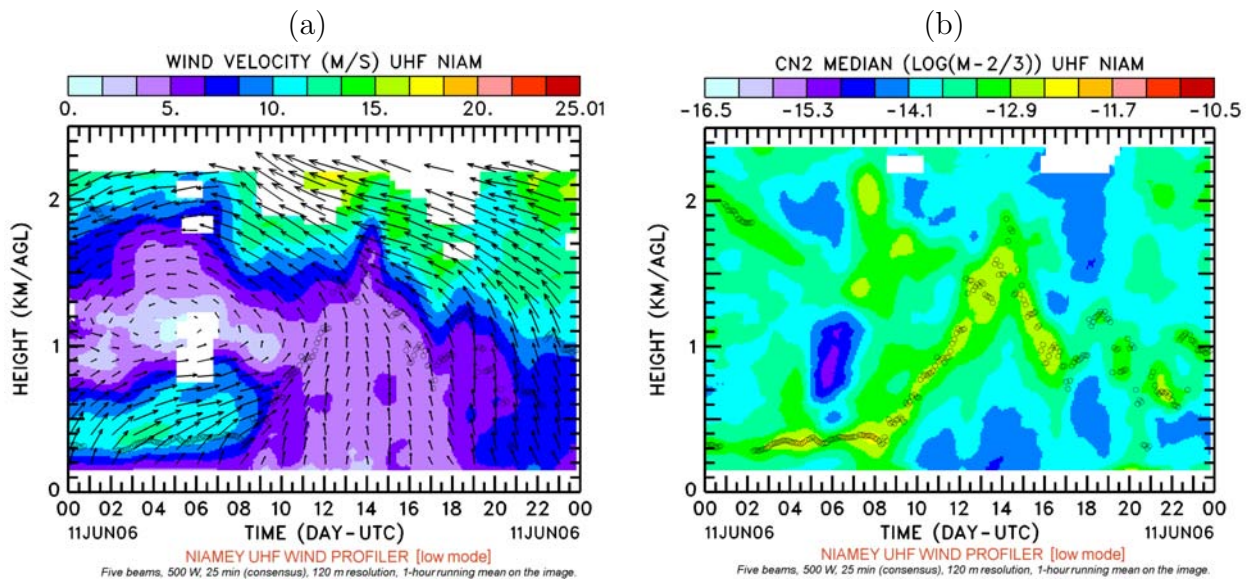 (a)
WIND VELOCITY (M/S) UHF NIAM
0. 5. 10. 15. 20. 25.01
HEIGHT (KM/AGL)
2
1
0
00 02 04 06 08 10 12 14 16 18 20 22 00
11JUN06 TIME (DAY-UTC) 11JUN06
NIAMEY UHF WIND PROFILER [low mode]
Five beams, 500 W, 25 min (consensus), 120 m resolution, 1-hour running mean on the image.
(b)
CN2 MEDIAN (LOG(M-2/3)) UHF NIAM
-16.5 -15.3 -14.1 -12.9 -11.7 -10.5
HEIGHT (KM/AGL)
2
1
0
00 02 04 06 08 10 12 14 16 18 20 22 00
11JUN06 TIME (DAY-UTC) 11JUN06
NIAMEY UHF WIND PROFILER [low mode]
Five beams, 500 W, 25 min (consensus), 120 m resolution, 1-hour running mean on the image.